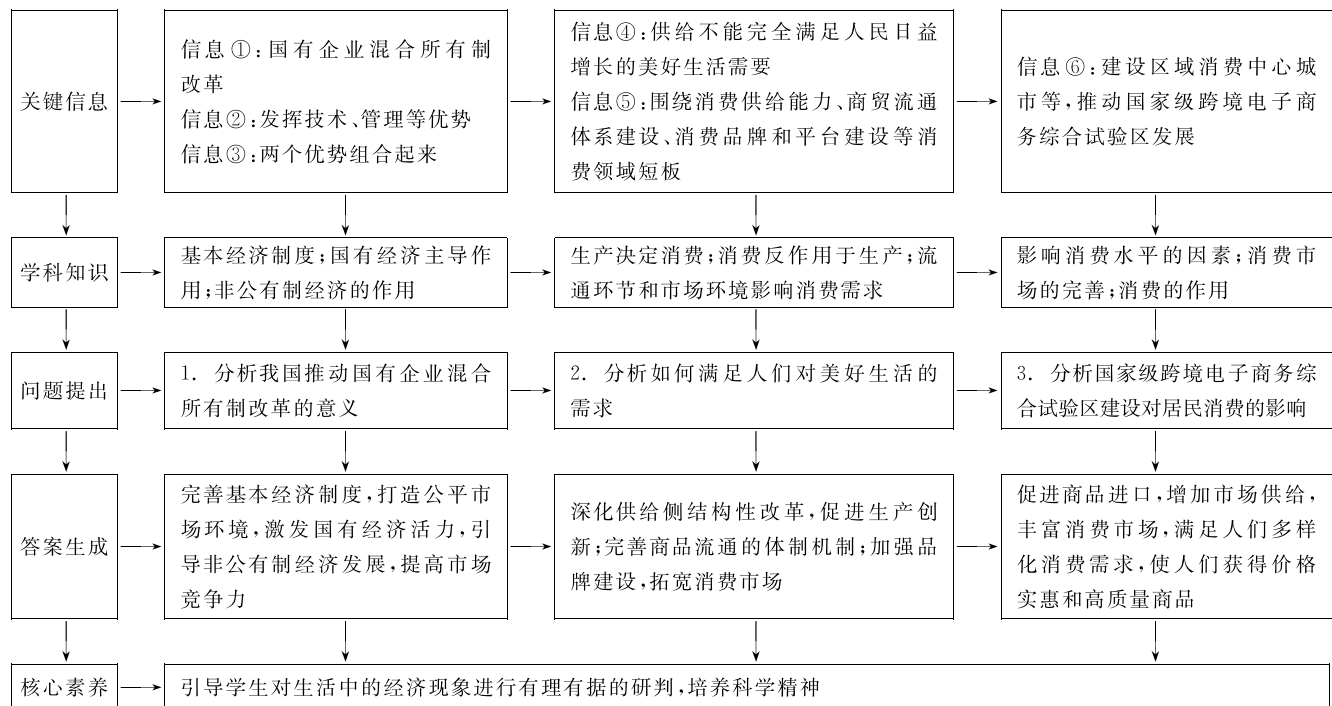 关键信息
信息①:国有企业混合所有制
改革
信息②:发挥技术、管理等优势
信息③:两个优势组合起来
信息④:供给不能完全满足人民日益
增长的美好生活需要
信息⑤:围绕消费供给能力、商贸流通
体系建设、消费品牌和平台建设等消
费领域短板
信息⑥:建设区域消费中心城
市等,推动国家级跨境电子商
务综合试验区发展
学科知识
基本经济制度;国有经济主导作
用;非公有制经济的作用
生产决定消费;消费反作用于生产;流
通环节和市场环境影响消费需求
影响消费水平的因素;消费市
场的完善;消费的作用
问题提出
1. 分析我国推动国有企业混合
所有制改革的意义
2. 分析如何满足人们对美好生活的
需求
3. 分析国家级跨境电子商务综
合试验区建设对居民消费的影响
答案生成
完善基本经济制度,打造公平市
场环境,激发国有经济活力,引
导非公有制经济发展,提高市场
竞争力
深化供给侧结构性改革,促进生产创
新;完善商品流通的体制机制;加强品
牌建设,拓宽消费市场
促进商品进口,增加市场供给,
丰富消费市场,满足人们多样
化消费需求,使人们获得价格
实惠和高质量商品
核心素养
引导学生对生活中的经济现象进行有理有据的研判,培养科学精神